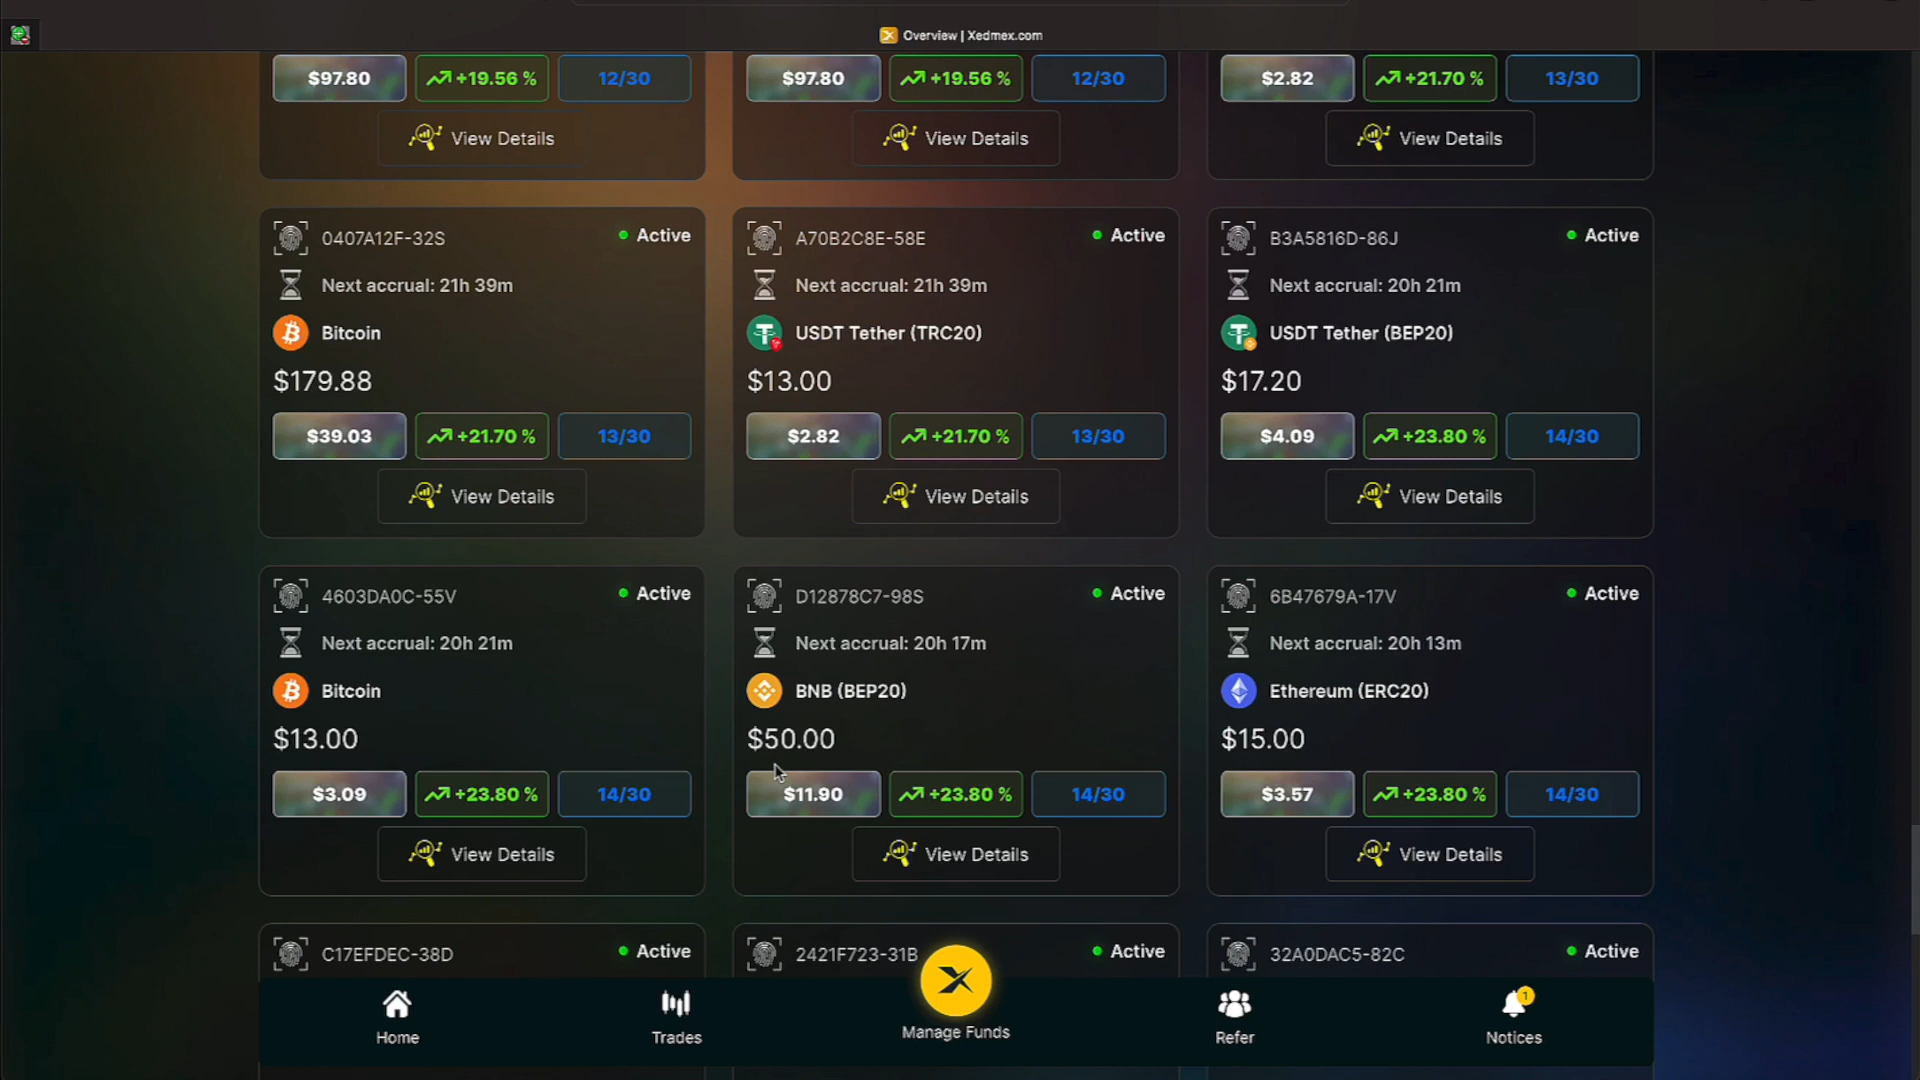 Overview | Xedmex.com
$97.80 +19.56 % 12/30
$97.80 +19.56 % 12/30
$2.82 +21.70 % 13/30
View Details
View Details
View Details
0407A12F-32S Active
Next accrual: 21h 39m
Bitcoin
$179.88
$39.03 +21.70 % 13/30
View Details
A70B2C8E-58E Active
Next accrual: 21h 39m
USDT Tether (TRC20)
$13.00
$2.82 +21.70 % 13/30
View Details
B3A5816D-86J Active
Next accrual: 20h 21m
USDT Tether (BEP20)
$17.20
$4.09 +23.80 % 14/30
View Details
4603DA0C-55V Active
Next accrual: 20h 21m
Bitcoin
$13.00
$3.09 +23.80 % 14/30
View Details
D12878C7-98S Active
Next accrual: 20h 17m
BNB (BEP20)
$50.00
$11.90 +23.80 % 14/30
View Details
6B47679A-17V Active
Next accrual: 20h 13m
Ethereum (ERC20)
$15.00
$3.57 +23.80 % 14/30
View Details
C17EFDEC-38D Active
2421F723-31B Active
32A0DAC5-82C Active
Home
Trades
Manage Funds
Refer
1
Notices